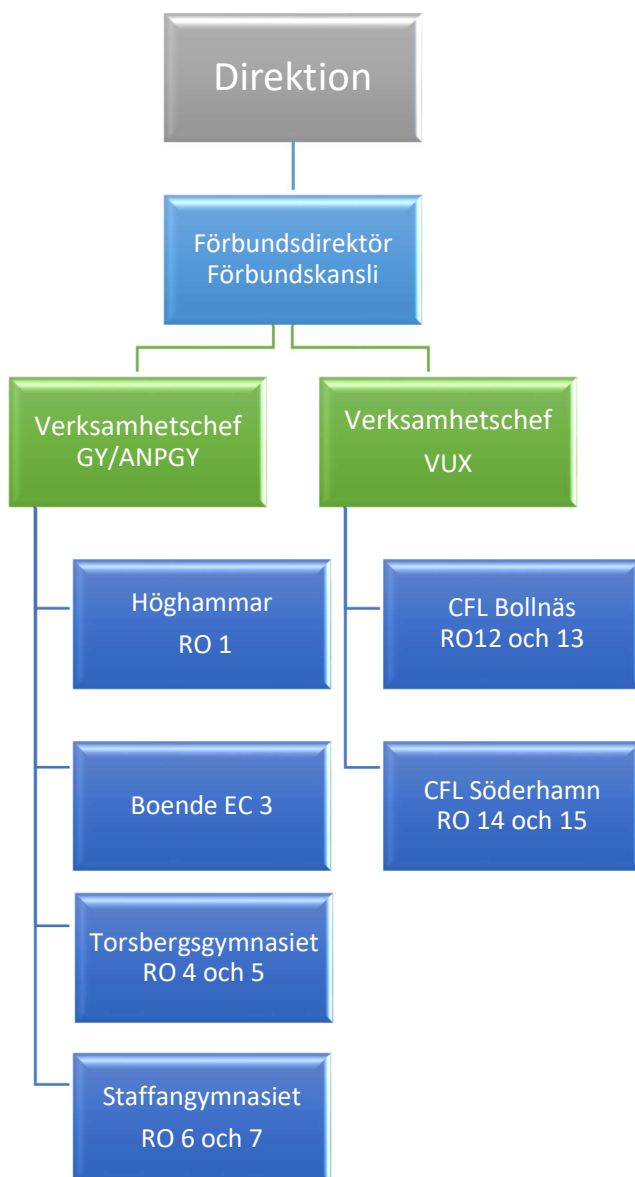 Direktion
Förbundsdirektör
Förbundskansli
Verksamhetschef
GY/ANPGY
Verksamhetschef
VUX
Höghammar
RO 1
CFL Bollnäs
RO12 och 13
Boende EC 3
CFL Söderhamn
RO 14 och 15
Torsbergsgymnasiet
RO 4 och 5
Staffangymnasiet
RO 6 och 7